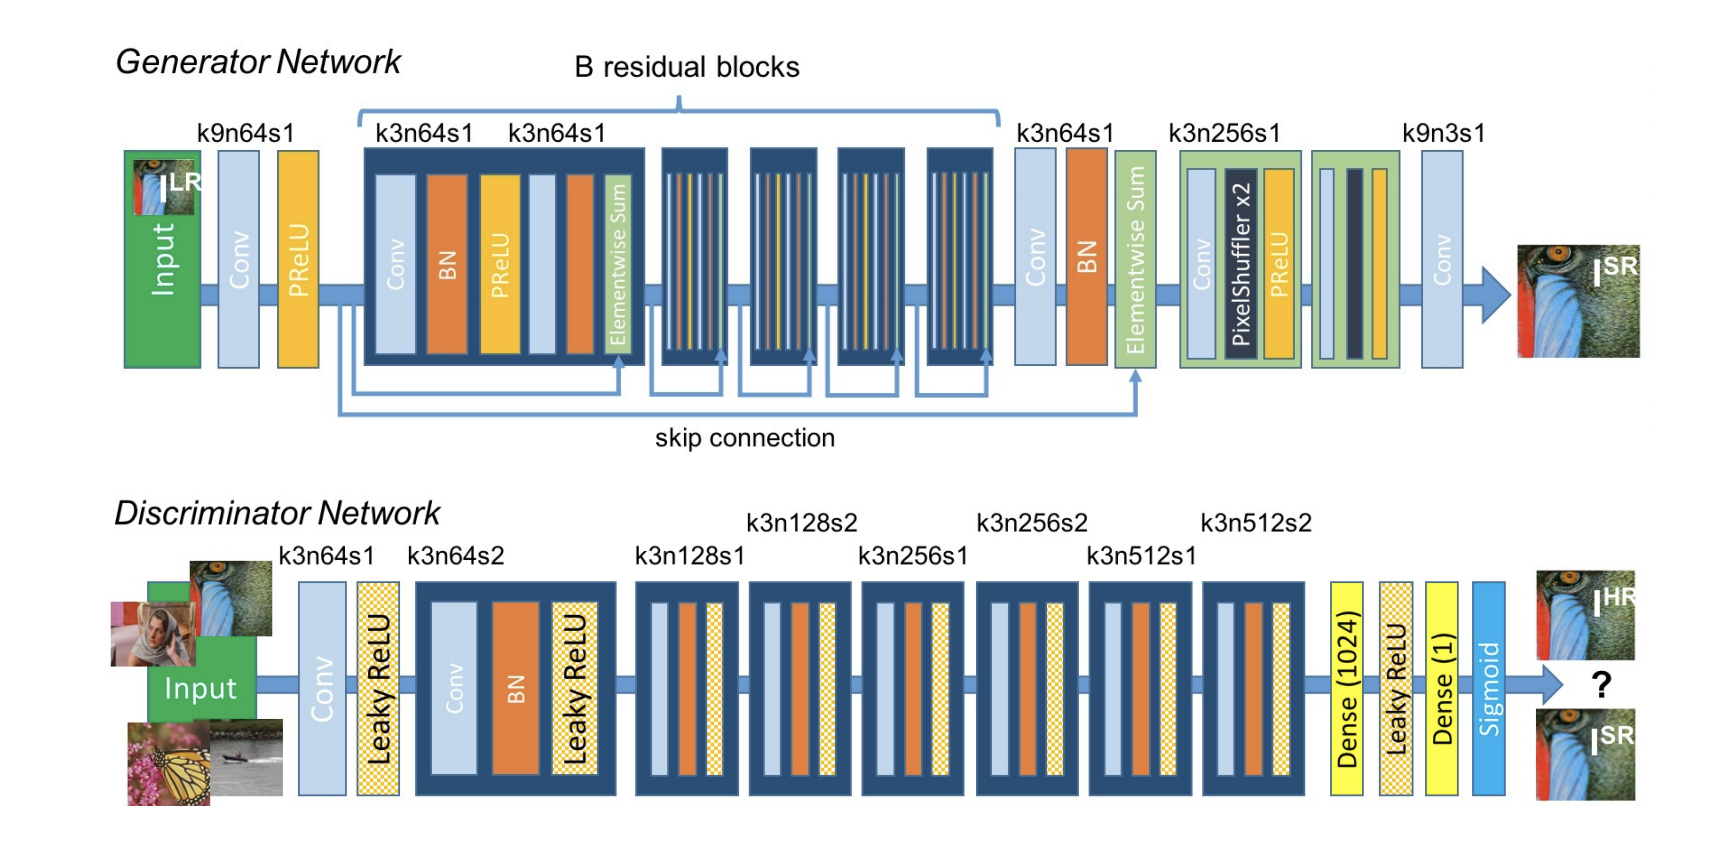 Generator Network
B residual blocks
k9n64s1
k3n64s1
k3n64s1
k3n64s1
k3n256s1
k9n3s1
I LR
Input
Conv
PReLU
Conv
BN
PReLU
Elementwise Sum
Conv
BN
Elementwise Sum
Conv
PixelShuffler x2
PReLU
Conv
I SR
skip connection
Discriminator Network
k3n128s2
k3n256s2
k3n512s2
k3n64s1
k3n64s2
k3n128s1
k3n256s1
k3n512s1
Input
Conv
Leaky ReLU
Conv
BN
Leaky ReLU
Dense (1024)
Leaky ReLU
Dense (1)
Sigmoid
I HR
?
I SR